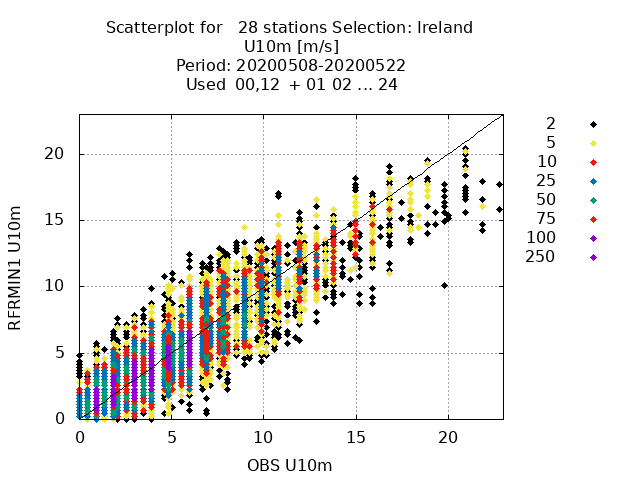 Scatterplot for 28 stations Selection: Ireland
U10m [m/s]
Period: 20200508-20200522
Used 00,12 + 01 02 ... 24
RFRMIN1 U10m
20
15
10
5
0
0 5 10 15 20
OBS U10m
2
5
10
25
50
75
100
250